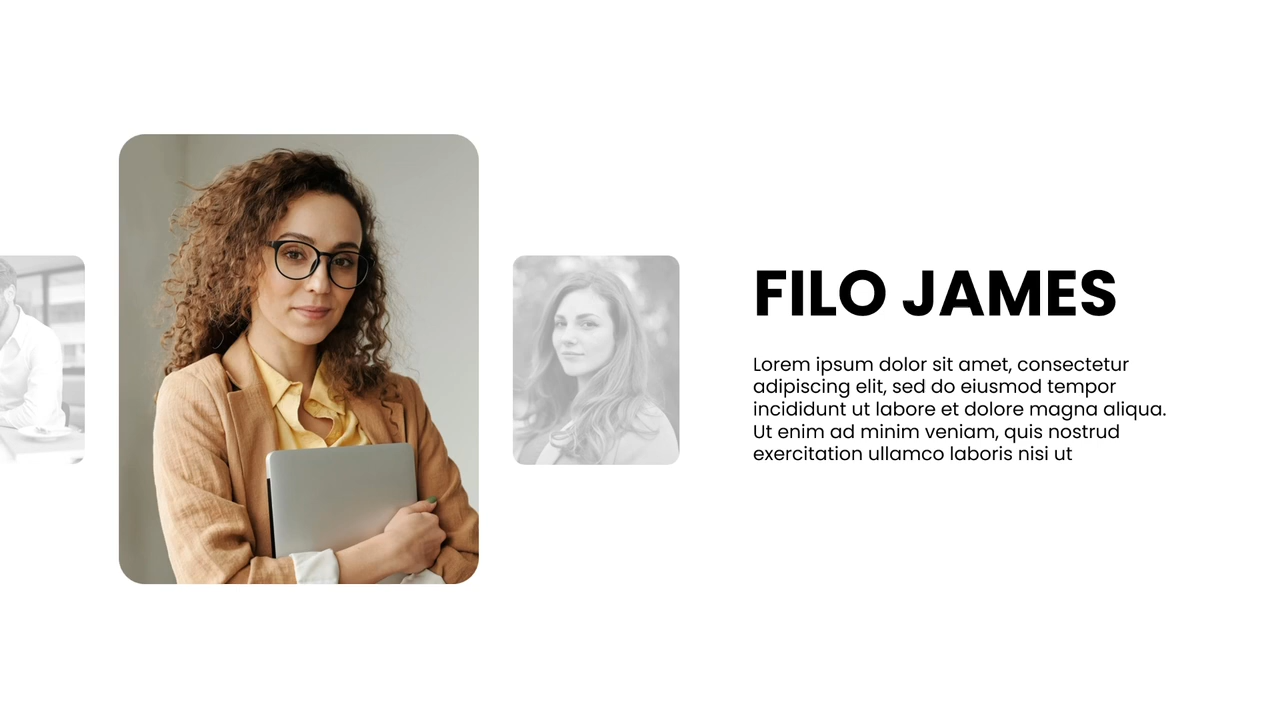 FILO JAMES
Lorem ipsum dolor sit amet, consectetur
adipiscing elit, sed do eiusmod tempor
incididunt ut labore et dolore magna aliqua.
Ut enim ad minim veniam, quis nostrud
exercitation ullamco laboris nisi ut